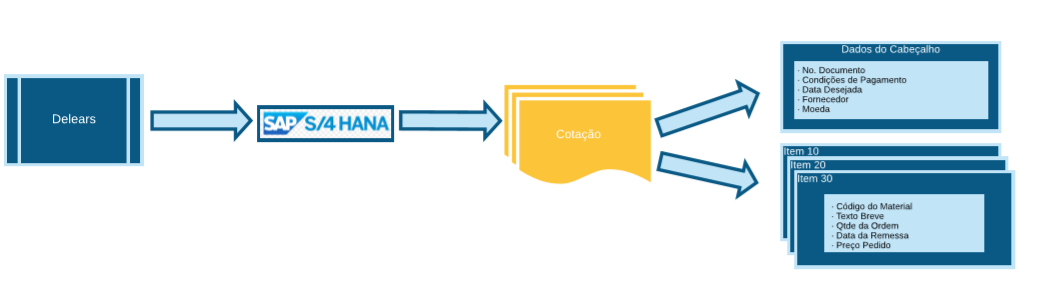 Delears
SAP S/4 HANA
Cotação
Dados do Cabeçalho
· No. Documento
· Condições de Pagamento
· Data Desejada
· Fornecedor
· Moeda
Item 10
Item 20
Item 30
· Código do Material
· Texto Breve
· Qtde da Ordem
· Data da Remessa
· Preço Pedido